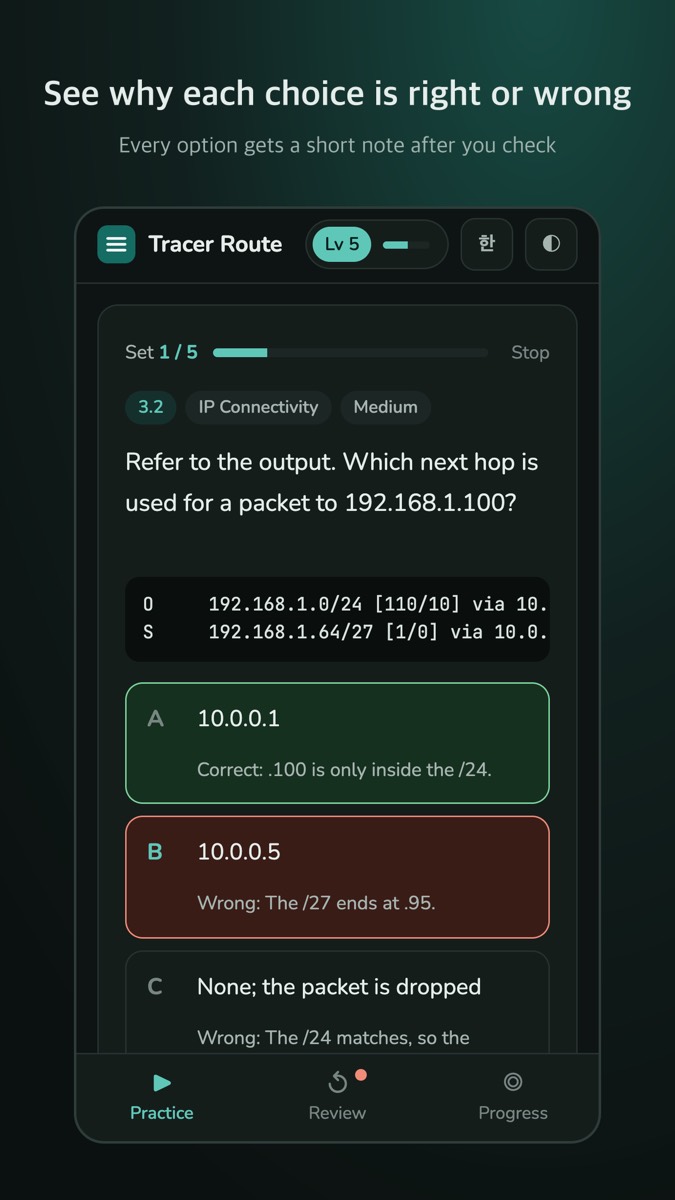 See why each choice is right or wrong
Every option gets a short note after you check
Tracer Route
Lv 5
한
Set 1 / 5
Stop
3.2 IP Connectivity Medium
Refer to the output. Which next hop is
used for a packet to 192.168.1.100?
O 192.168.1.0/24 [110/10] via 10.
S 192.168.1.64/27 [1/0] via 10.0.
A 10.0.0.1
Correct: .100 is only inside the /24.
B 10.0.0.5
Wrong: The /27 ends at .95.
C None; the packet is dropped
Wrong: The /24 matches, so the
Practice Review Progress